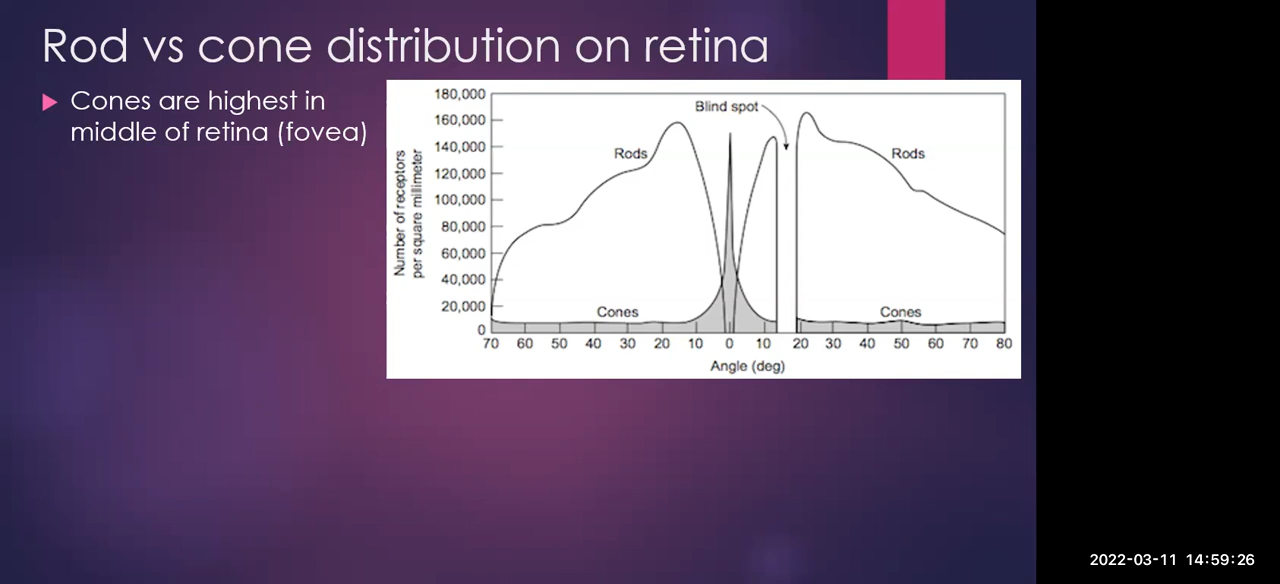 Rod vs cone distribution on retina
Cones are highest in
middle of retina (fovea)
Number of receptors
per square millimeter
180,000
160,000
140,000
120,000
100,000
80,000
60,000
40,000
20,000
0
Blind spot
Rods
Rods
Cones
Cones
70 60 50 40 30 20 10 0 10 20 30 40 50 60 70 80
Angle (deg)
2022-03-11 14:59:26